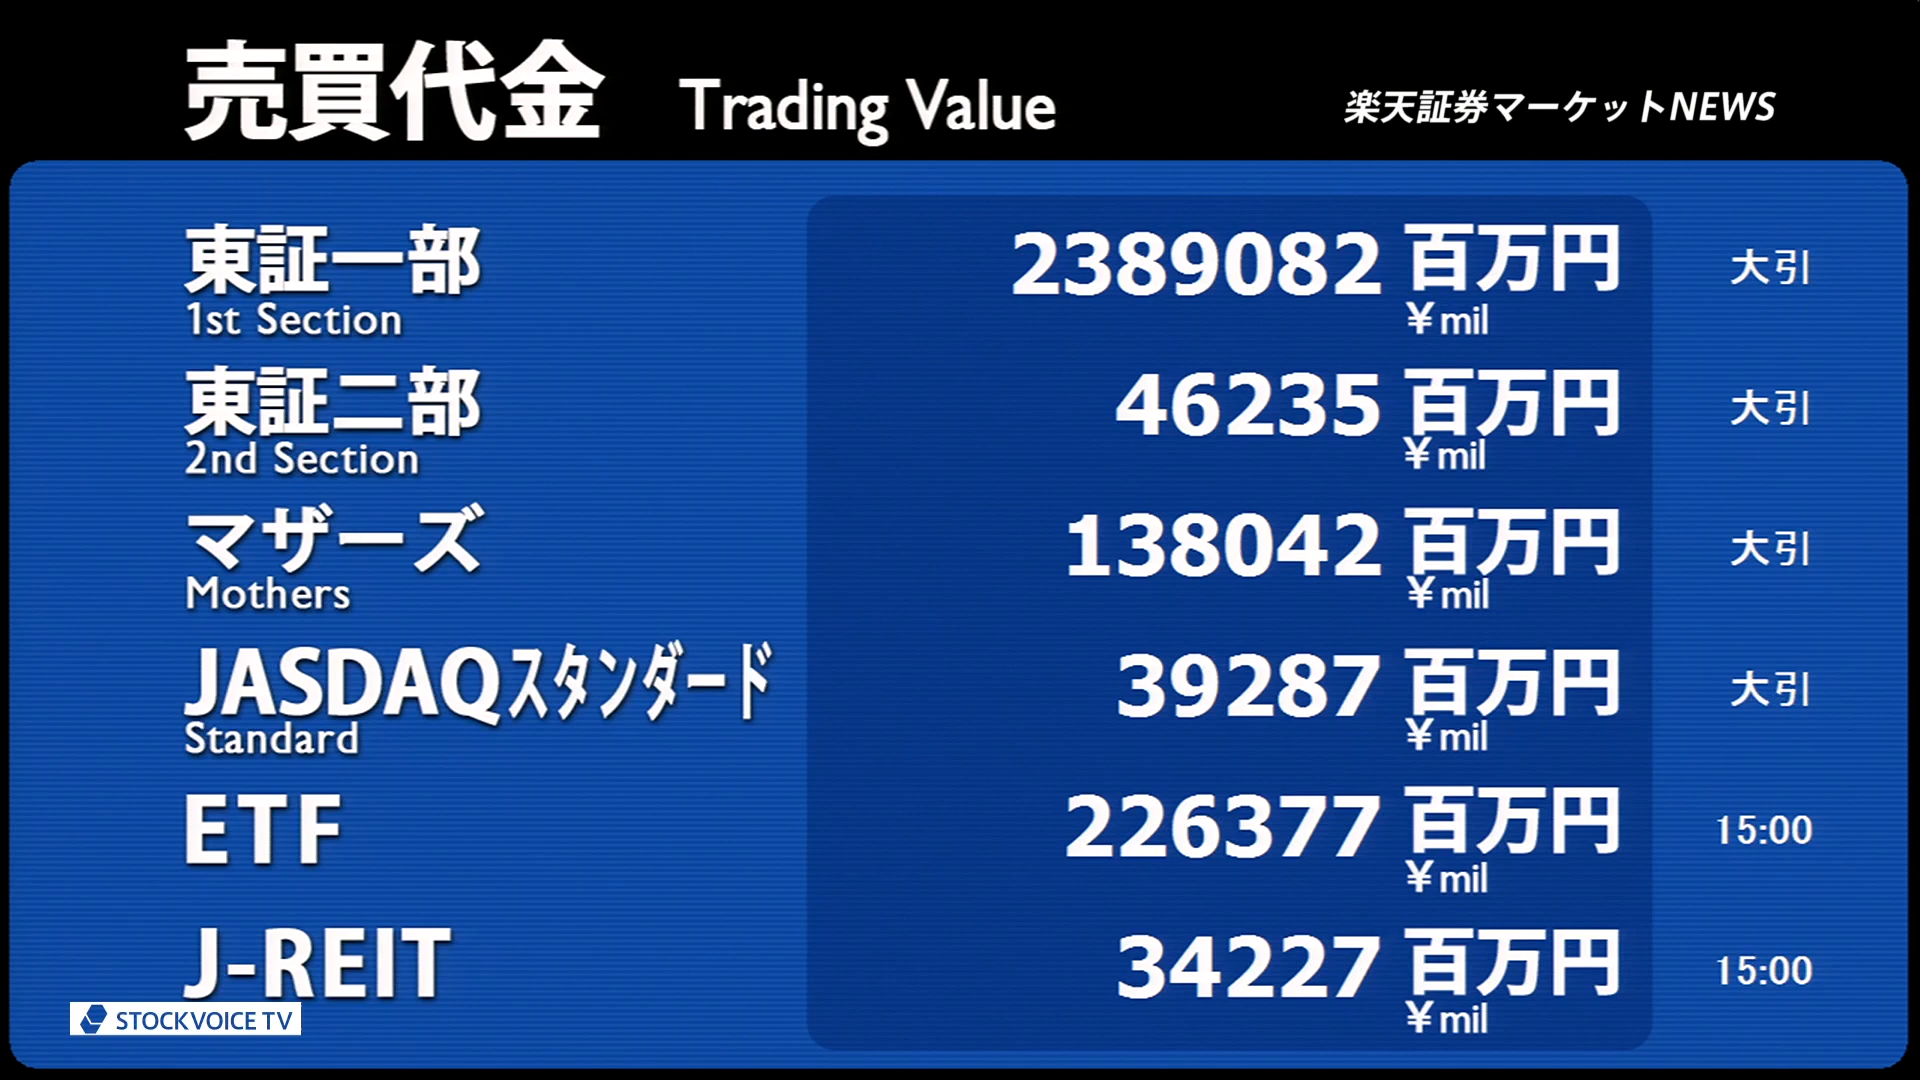 売買代金 Trading Value 楽天証券マーケットNEWS
東証一部 2389082 百万円 大引
1st Section ¥mil
東証二部 46235 百万円 大引
2nd Section ¥mil
マザーズ 138042 百万円 大引
Mothers ¥mil
JASDAQスタンダード 39287 百万円 大引
Standard ¥mil
ETF 226377 百万円 15:00
¥mil
J-REIT 34227 百万円 15:00
STOCKVOICE TV ¥mil